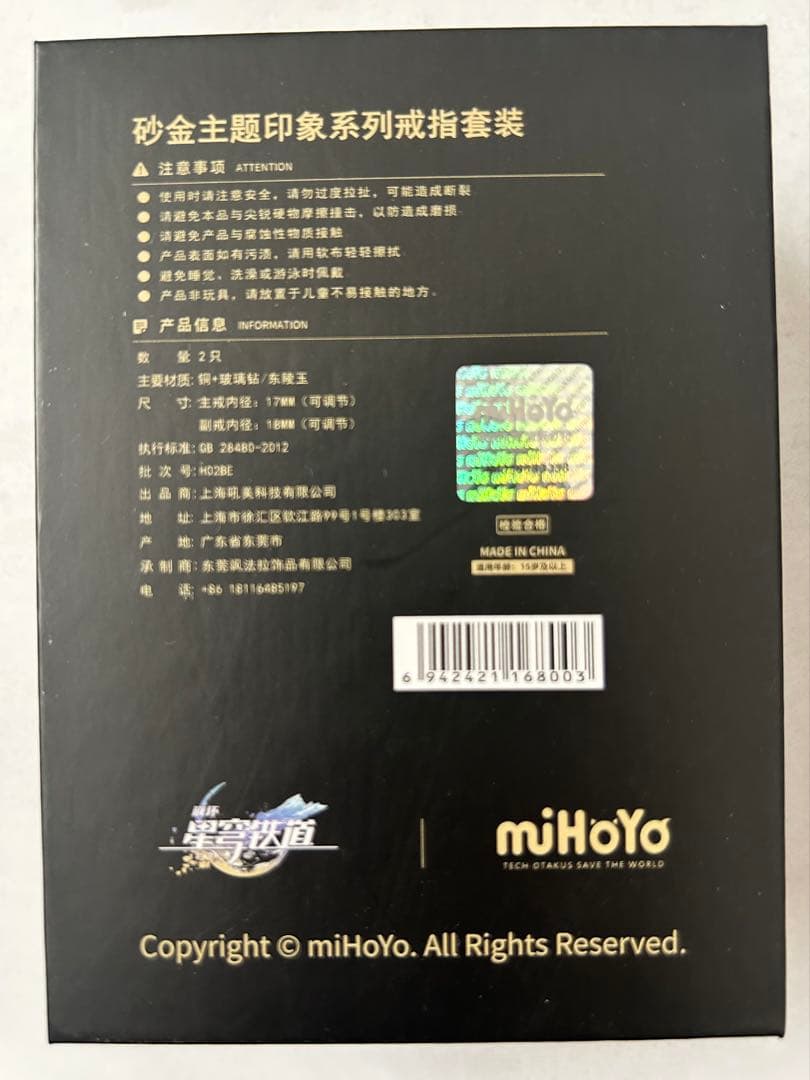 砂金主题印象系列戒指套装
注意事项 ATTENTION
● 使用时请注意安全，请勿过度拉扯，可能造成断裂
● 请避免本品与尖锐硬物摩擦撞击，以防造成磨损
● 请避免产品与腐蚀性物质接触
● 产品表面如有污渍，请用软布轻轻擦拭
● 避免睡觉、洗澡或游泳时佩戴
● 产品非玩具，请放置于儿童不易接触的地方。
产品信息 INFORMATION
数 量 2只
主要材质：铜+玻璃钻/东陵玉
尺 寸：主戒内径：17MM（可调节）
副戒内径：18MM（可调节）
执行标准：GB 28480-2012
批 次 号：H02BE
出 品 商：上海吼美科技有限公司
地 址：上海市徐汇区钦江路99号1号楼303室
产 地：广东省东莞市
承 制 商：东莞飒法拉饰品有限公司
电 话：+86 18116485197
miHoYo
检验合格
MADE IN CHINA
适用年龄：15岁及以上
6 942421 168003
崩坏
星穹铁道
miHoYo
TECH OTAKUS SAVE THE WORLD
Copyright © miHoYo. All Rights Reserved.